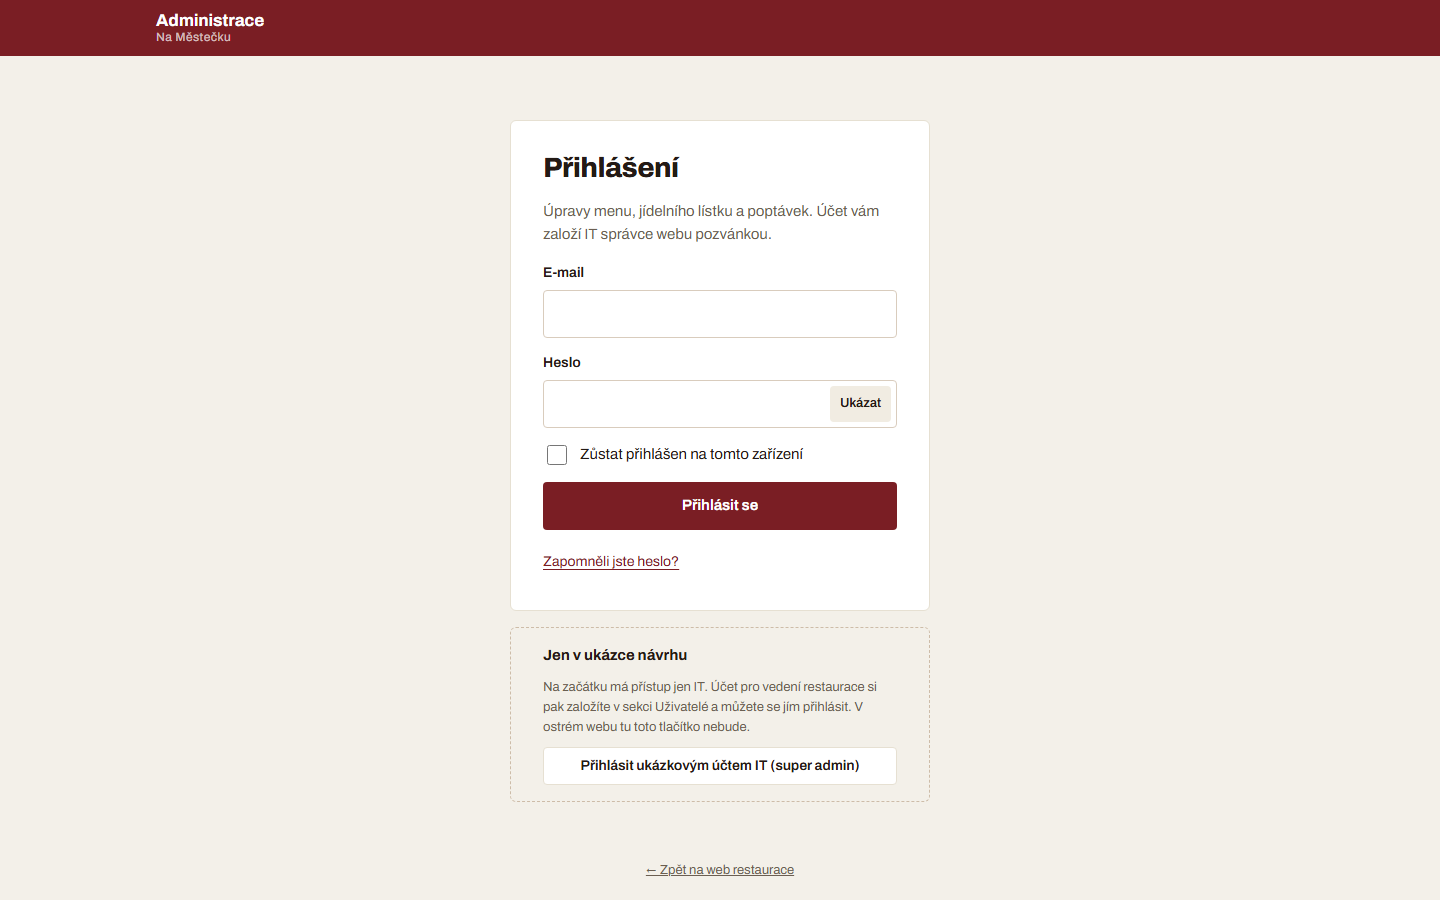 Administrace
Na Městečku
Přihlášení
Úpravy menu, jídelního lístku a poptávek. Účet vám
založí IT správce webu pozvánkou.
E-mail
Heslo
Ukázat
Zůstat přihlášen na tomto zařízení
Přihlásit se
Zapomněli jste heslo?
Jen v ukázce návrhu
Na začátku má přístup jen IT. Účet pro vedení restaurace si
pak založíte v sekci Uživatelé a můžete se jím přihlásit. V
ostrém webu tu toto tlačítko nebude.
Přihlásit ukázkovým účtem IT (super admin)
← Zpět na web restaurace